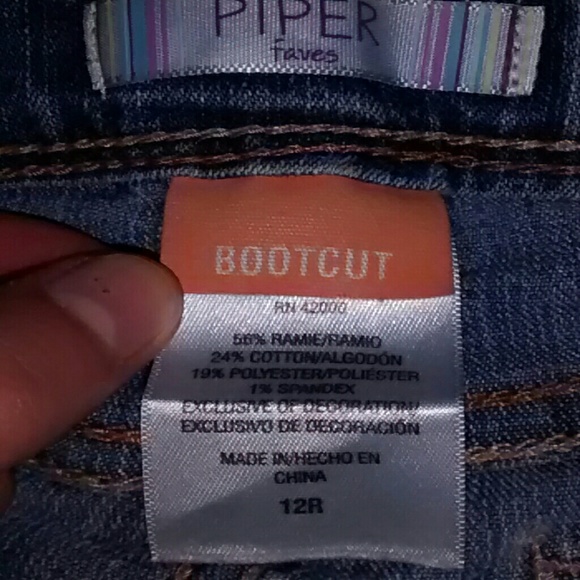 PIPER
faves
BOOTCUT
RN 42000
56% RAMIE/RAMIO
24% COTTON/ALGODÓN
19% POLYESTER/POLIÉSTER
1% SPANDEX
EXCLUSIVE OF DECORATION/
EXCLUSIVO DE DECORACIÓN
MADE IN/HECHO EN
CHINA
12R